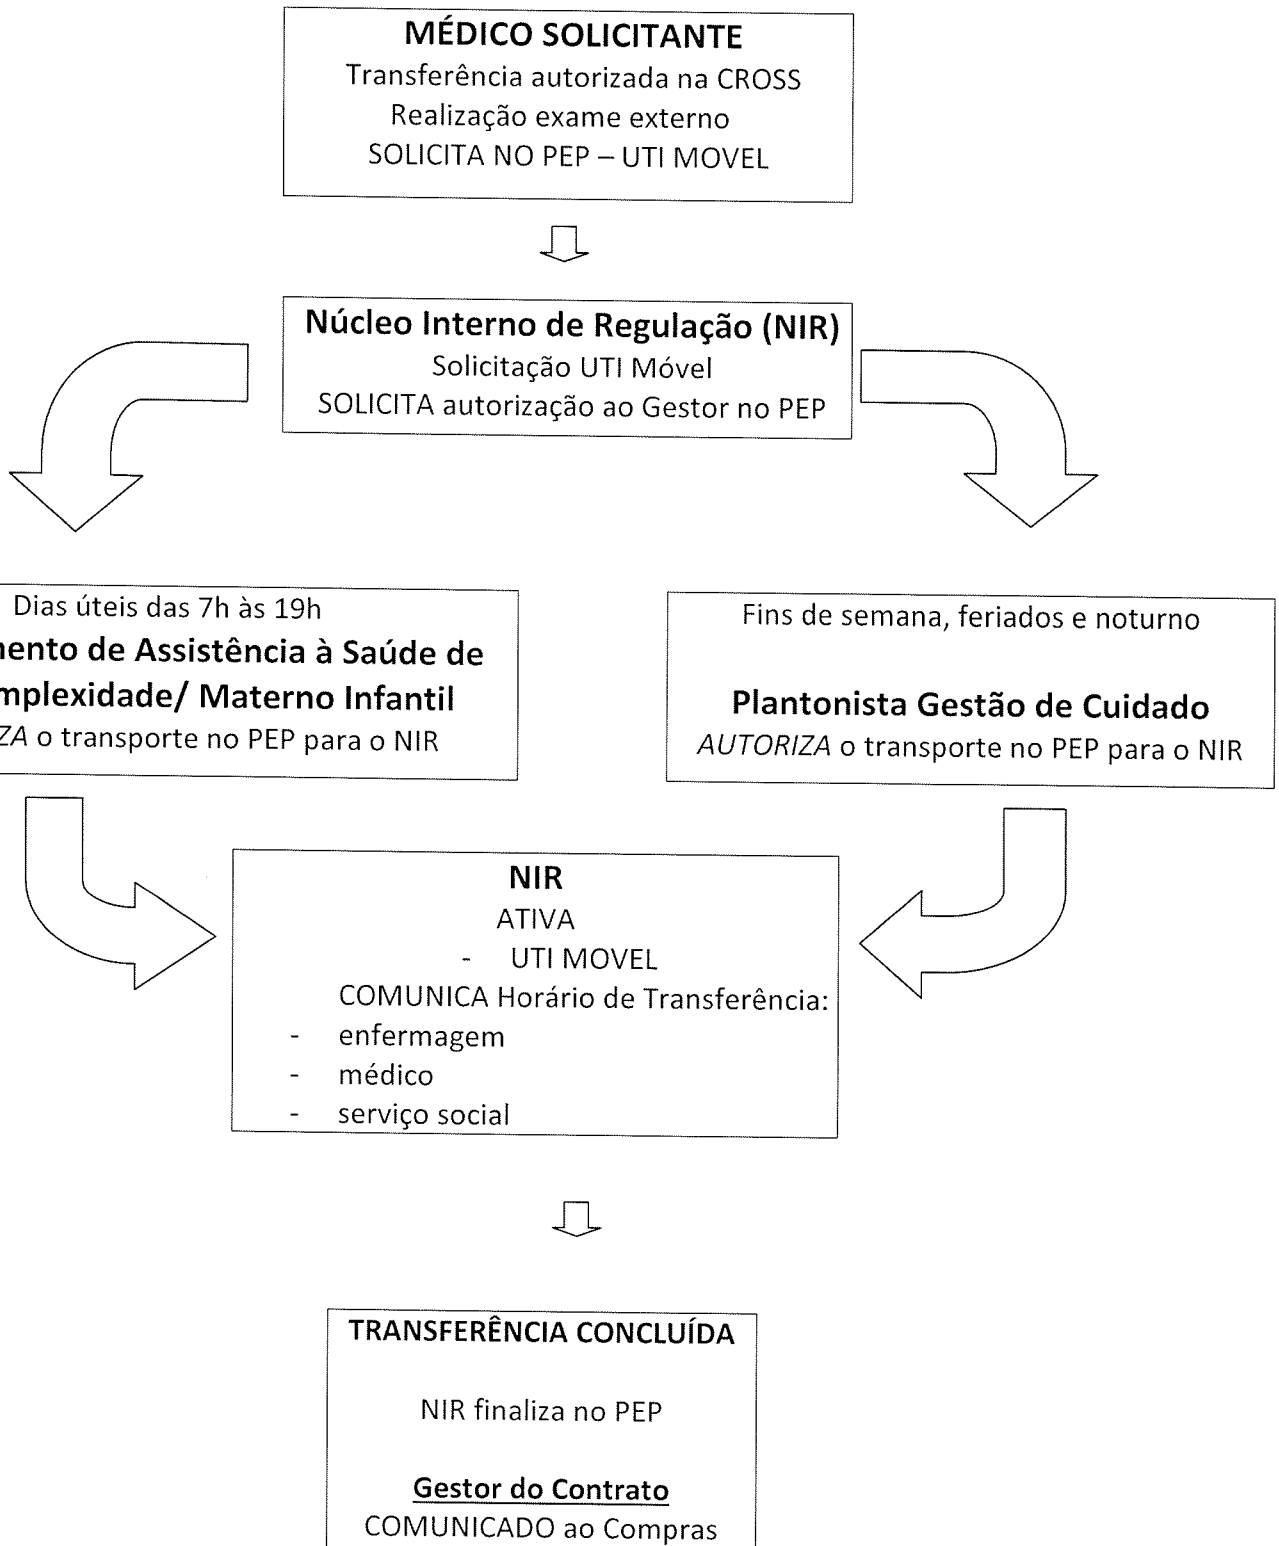 MÉDICO SOLICITANTE
Transferência autorizada na CROSS
Realização exame externo
SOLICITA NO PEP – UTI MOVEL
Núcleo Interno de Regulação (NIR)
Solicitação UTI Móvel
SOLICITA autorização ao Gestor no PEP
Dias úteis das 7h às 19h
de Assistência à Saúde de
/ Materno Infantil
o transporte no PEP para o NIR
Fins de semana, feriados e noturno
Plantonista Gestão de Cuidado
AUTORIZA o transporte no PEP para o NIR
NIR
ATIVA
- UTI MOVEL
COMUNICA Horário de Transferência:
- enfermagem
- médico
- serviço social
TRANSFERÊNCIA CONCLUÍDA
NIR finaliza no PEP
Gestor do Contrato
COMUNICADO ao Compras